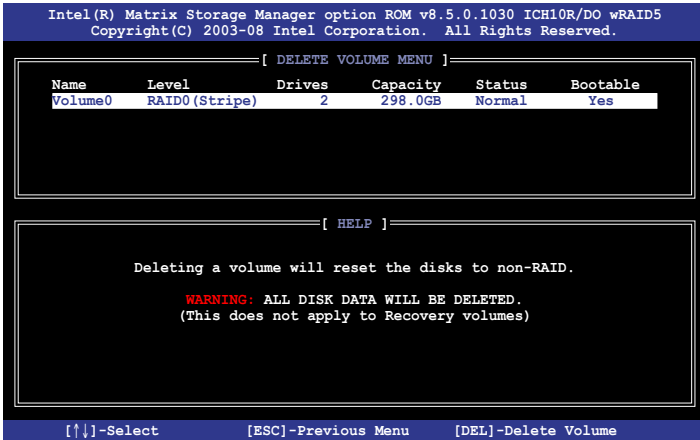 Intel(R) Matrix Storage Manager option ROM v8.5.0.1030 ICH10R/DO wRAID5
Copyright(C) 2003-08 Intel Corporation.  All Rights Reserved.
[ DELETE VOLUME MENU ]
Name Level Drives Capacity Status Bootable
Volume0 RAID0(Stripe) 2 298.0GB Normal Yes
[ HELP ]
Deleting a volume will reset the disks to non-RAID.
WARNING: ALL DISK DATA WILL BE DELETED.
(This does not apply to Recovery volumes)
[↑↓]-Select [ESC]-Previous Menu [DEL]-Delete Volume